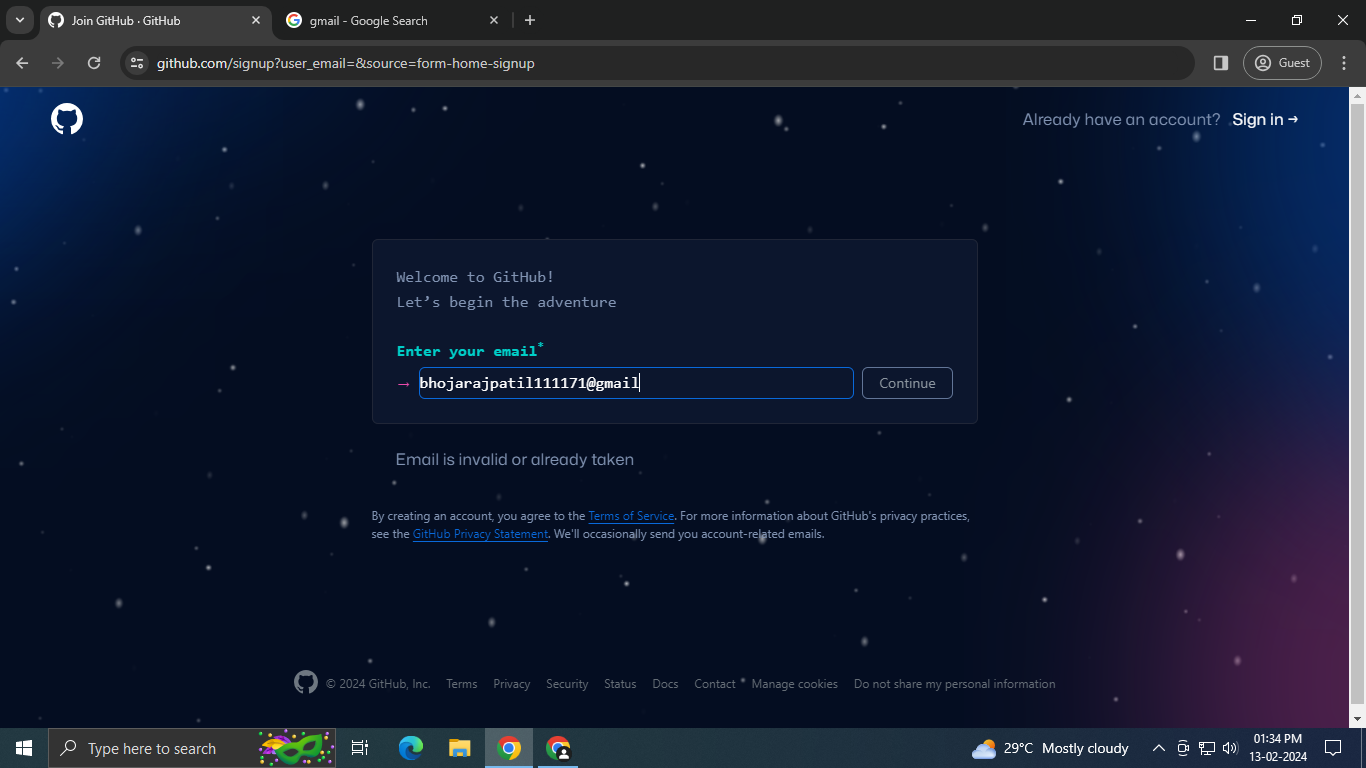 Join GitHub · GitHub
gmail - Google Search
github.com/signup?user_email=&source=form-home-signup
Guest
Already have an account? Sign in →
Welcome to GitHub!
Let’s begin the adventure
Enter your email*
→ bhojarajpatil111171@gmail
Continue
Email is invalid or already taken
By creating an account, you agree to the Terms of Service. For more information about GitHub's privacy practices,
see the GitHub Privacy Statement. We'll occasionally send you account-related emails.
© 2024 GitHub, Inc. Terms Privacy Security Status Docs Contact Manage cookies Do not share my personal information
Type here to search
29°C Mostly cloudy
01:34 PM
13-02-2024